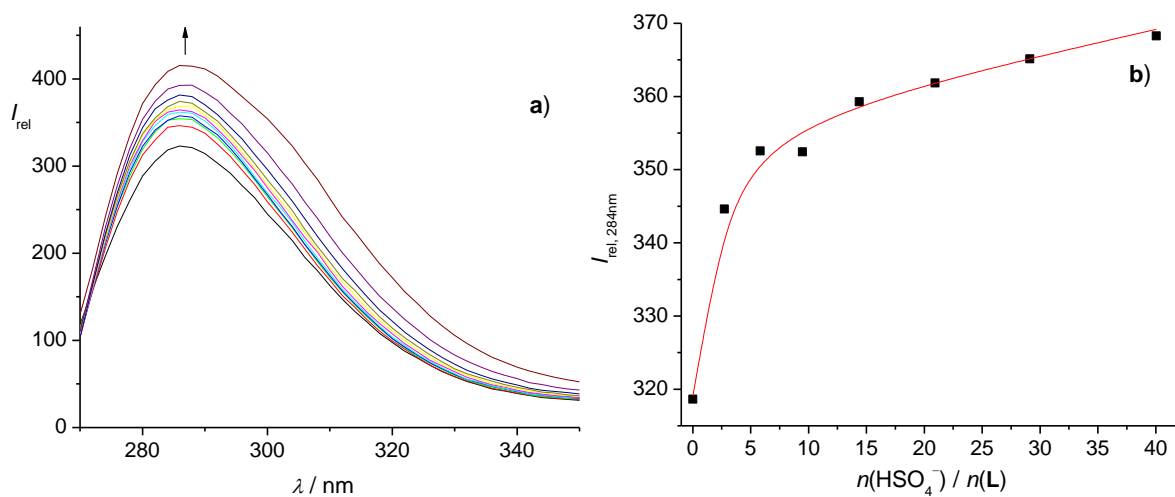 a)
I_rel
400
300
200
100
0
280 300 320 340
λ / nm
b)
I_rel, 284nm
370
360
350
340
330
320
0 5 10 15 20 25 30 35 40
n(HSO₄⁻) / n(L)